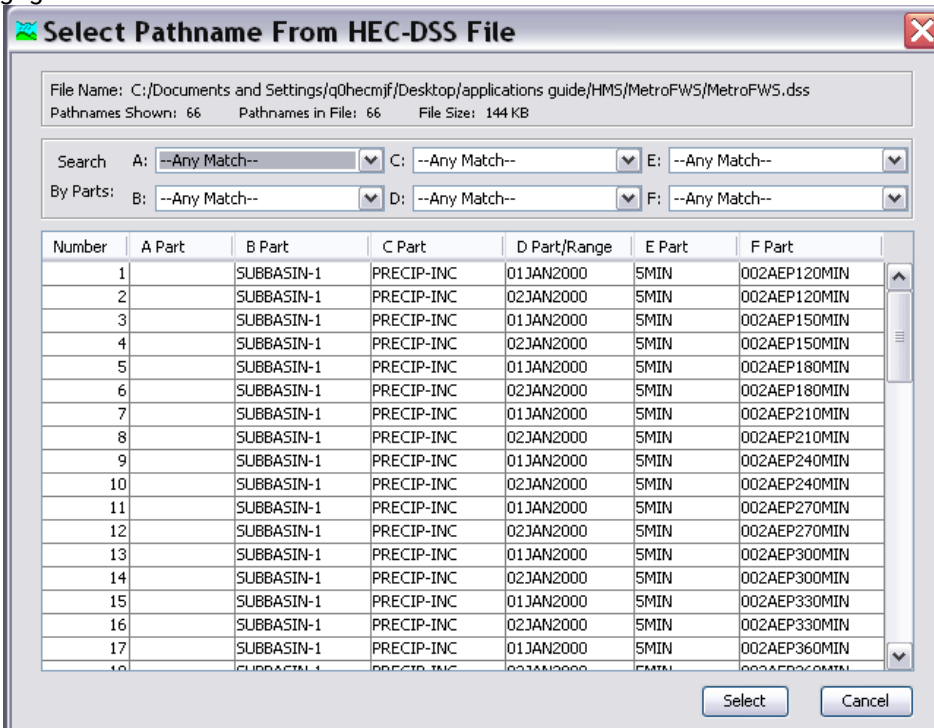 Select Pathname From HEC-DSS File
File Name: C:/Documents and Settings/q0hecmjf/Desktop/applications guide/HMS/MetroFWS/MetroFWS.dss
Pathnames Shown: 66 Pathnames in File: 66 File Size: 144 KB
Search A: --Any Match-- C: --Any Match-- E: --Any Match--
By Parts: B: --Any Match-- D: --Any Match-- F: --Any Match--
Number A Part B Part C Part D Part/Range E Part F Part
1 SUBBASIN-1 PRECIP-INC 01JAN2000 5MIN 002AEP120MIN
2 SUBBASIN-1 PRECIP-INC 02JAN2000 5MIN 002AEP120MIN
3 SUBBASIN-1 PRECIP-INC 01JAN2000 5MIN 002AEP150MIN
4 SUBBASIN-1 PRECIP-INC 02JAN2000 5MIN 002AEP150MIN
5 SUBBASIN-1 PRECIP-INC 01JAN2000 5MIN 002AEP180MIN
6 SUBBASIN-1 PRECIP-INC 02JAN2000 5MIN 002AEP180MIN
7 SUBBASIN-1 PRECIP-INC 01JAN2000 5MIN 002AEP210MIN
8 SUBBASIN-1 PRECIP-INC 02JAN2000 5MIN 002AEP210MIN
9 SUBBASIN-1 PRECIP-INC 01JAN2000 5MIN 002AEP240MIN
10 SUBBASIN-1 PRECIP-INC 02JAN2000 5MIN 002AEP240MIN
11 SUBBASIN-1 PRECIP-INC 01JAN2000 5MIN 002AEP270MIN
12 SUBBASIN-1 PRECIP-INC 02JAN2000 5MIN 002AEP270MIN
13 SUBBASIN-1 PRECIP-INC 01JAN2000 5MIN 002AEP300MIN
14 SUBBASIN-1 PRECIP-INC 02JAN2000 5MIN 002AEP300MIN
15 SUBBASIN-1 PRECIP-INC 01JAN2000 5MIN 002AEP330MIN
16 SUBBASIN-1 PRECIP-INC 02JAN2000 5MIN 002AEP330MIN
17 SUBBASIN-1 PRECIP-INC 01JAN2000 5MIN 002AEP360MIN
Select Cancel